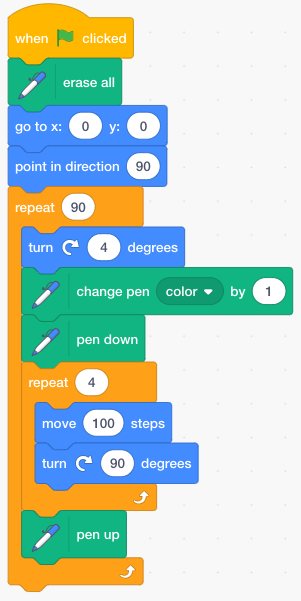 when clicked
erase all
go to x: 0 y: 0
point in direction 90
repeat 90
turn 4 degrees
change pen color by 1
pen down
repeat 4
move 100 steps
turn 90 degrees
pen up